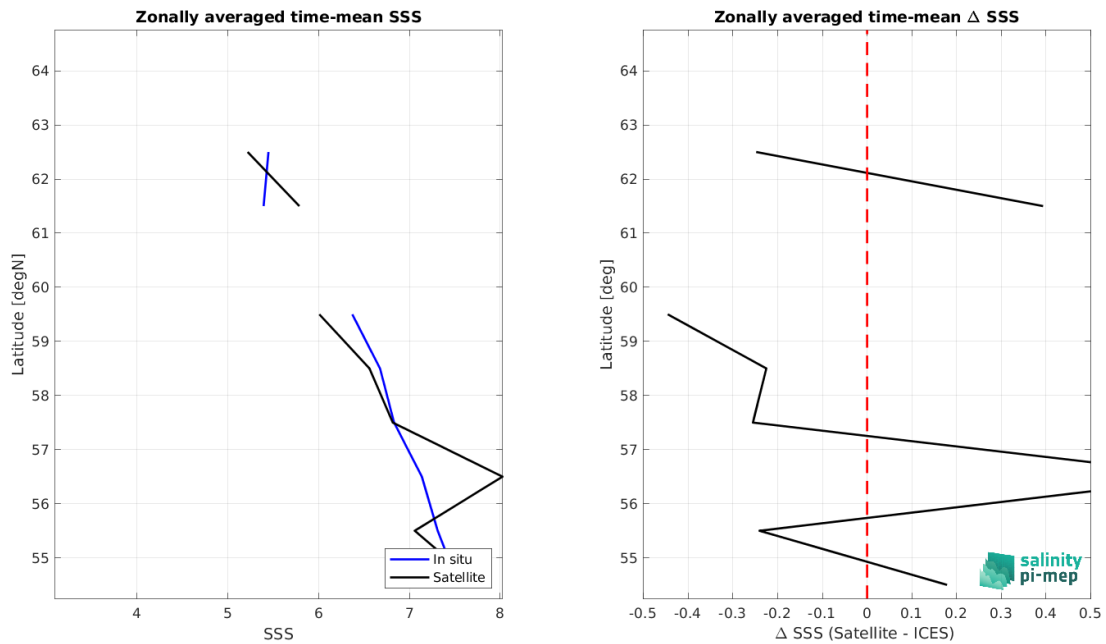 Zonally averaged time-mean SSS
64
63
62
61
60
59
58
57
56
55
Latitude [degN]
4 5 6 7 8
SSS
In situ
Satellite
Zonally averaged time-mean Δ SSS
64
63
62
61
60
59
58
57
56
55
Latitude [deg]
-0.5 -0.4 -0.3 -0.2 -0.1 0 0.1 0.2 0.3 0.4 0.5
Δ SSS (Satellite - ICES)
salinity
pi-mep